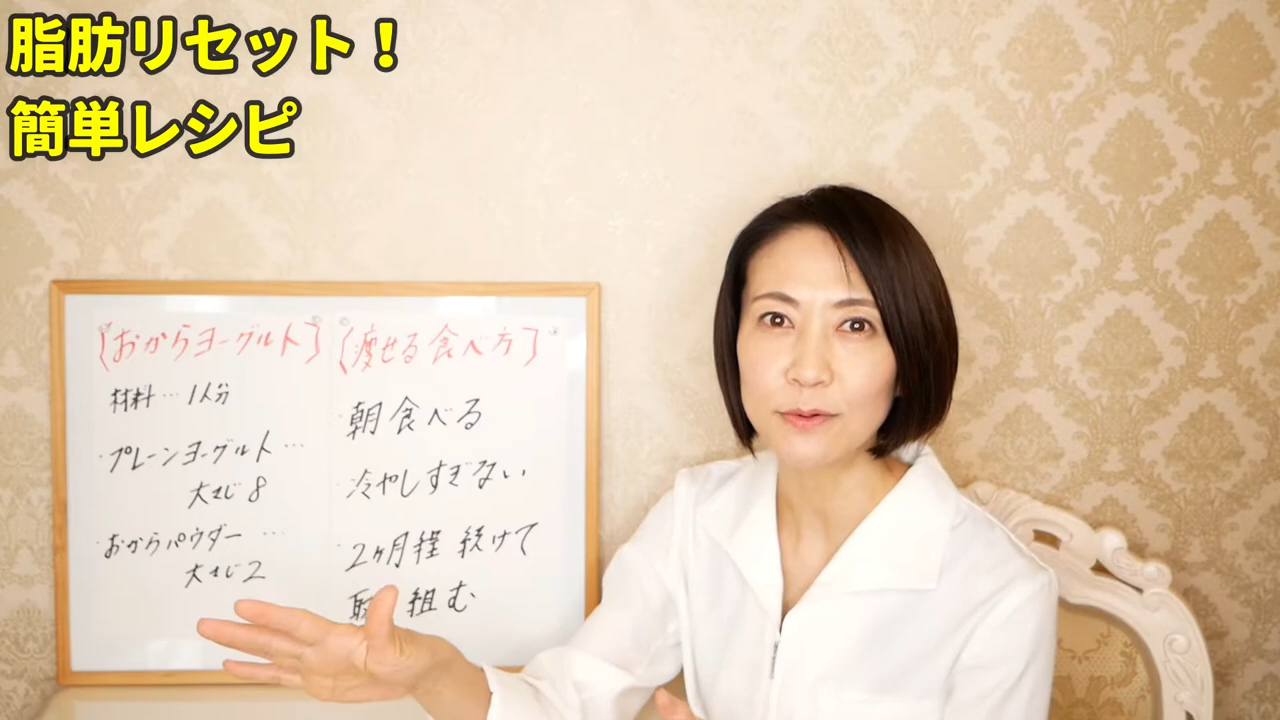 脂肪リセット！
簡単レシピ
〔おからヨーグルト〕
材料…1人分
・プレーンヨーグルト…
大さじ8
・おからパウダー…
大さじ2
〔痩せる食べ方〕
・朝食べる
・冷やしすぎない
・2ヶ月程 続けて
取 組む